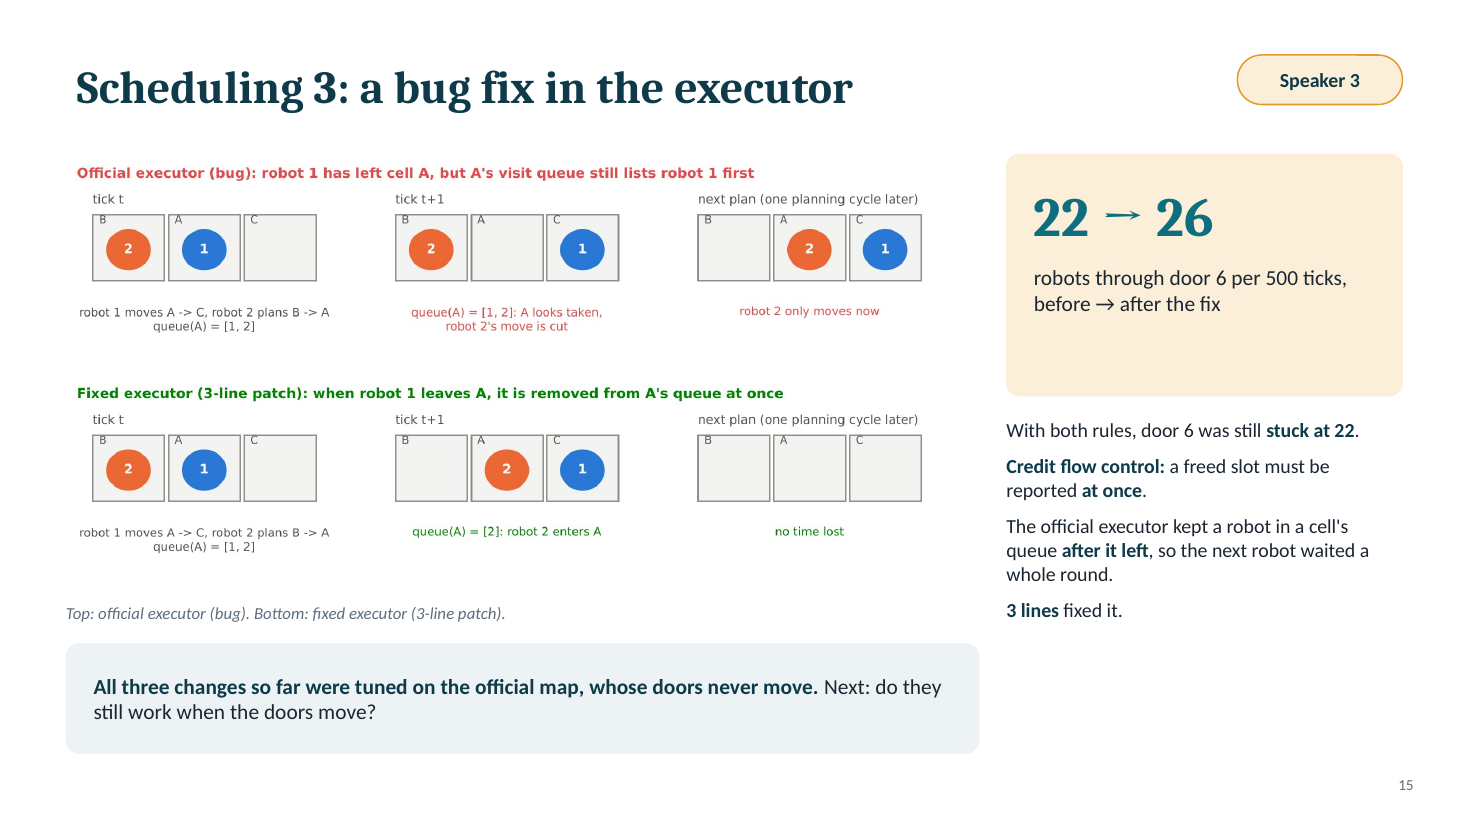 Scheduling 3: a bug fix in the executor
Speaker 3
Official executor (bug): robot 1 has left cell A, but A's visit queue still lists robot 1 first
tick t
B A C
2 1
robot 1 moves A -> C, robot 2 plans B -> A
queue(A) = [1, 2]
tick t+1
B A C
2 1
queue(A) = [1, 2]: A looks taken,
robot 2's move is cut
next plan (one planning cycle later)
B A C
2 1
robot 2 only moves now
Fixed executor (3-line patch): when robot 1 leaves A, it is removed from A's queue at once
tick t
B A C
2 1
robot 1 moves A -> C, robot 2 plans B -> A
queue(A) = [1, 2]
tick t+1
B A C
2 1
queue(A) = [2]: robot 2 enters A
next plan (one planning cycle later)
B A C
no time lost
Top: official executor (bug). Bottom: fixed executor (3-line patch).
All three changes so far were tuned on the official map, whose doors never move. Next: do they
still work when the doors move?
22 → 26
robots through door 6 per 500 ticks,
before → after the fix
With both rules, door 6 was still stuck at 22.
Credit flow control: a freed slot must be
reported at once.
The official executor kept a robot in a cell's
queue after it left, so the next robot waited a
whole round.
3 lines fixed it.
15